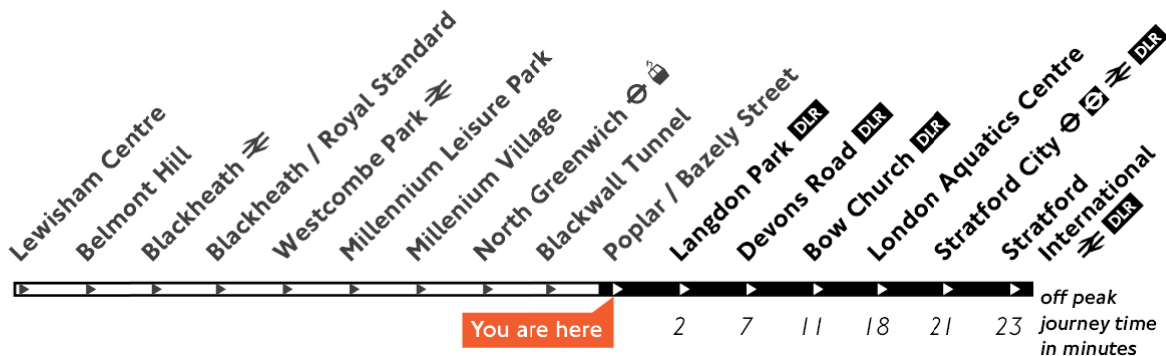 Lewisham Centre
Belmont Hill
Blackheath
Blackheath / Royal Standard
Westcombe Park
Millennium Leisure Park
Millenium Village
North Greenwich
Blackwall Tunnel
Poplar / Bazely Street
Langdon Park DLR
Devons Road DLR
Bow Church DLR
London Aquatics Centre
Stratford City DLR
Stratford
International
DLR
You are here
2 7 11 18 21 23
off peak
journey time
in minutes